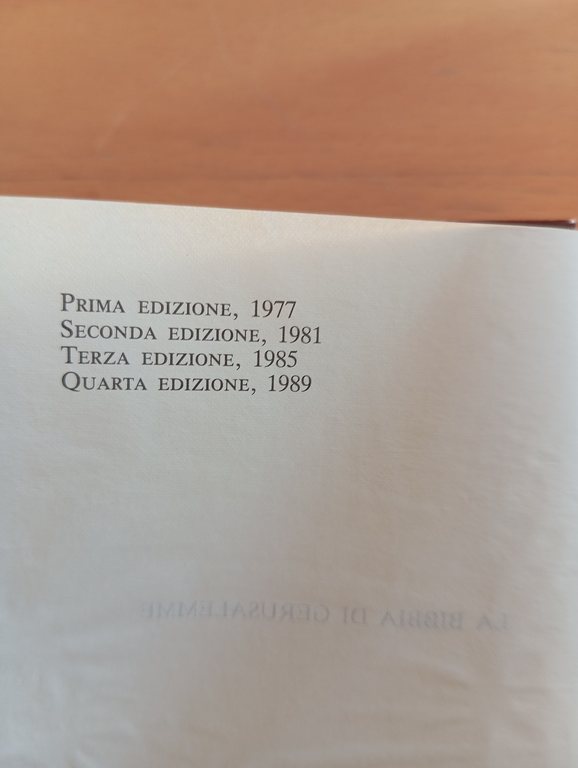 PRIMA EDIZIONE, 1977
SECONDA EDIZIONE, 1981
TERZA EDIZIONE, 1985
QUARTA EDIZIONE, 1989
LA BIBBIA DI GERUSALEMME